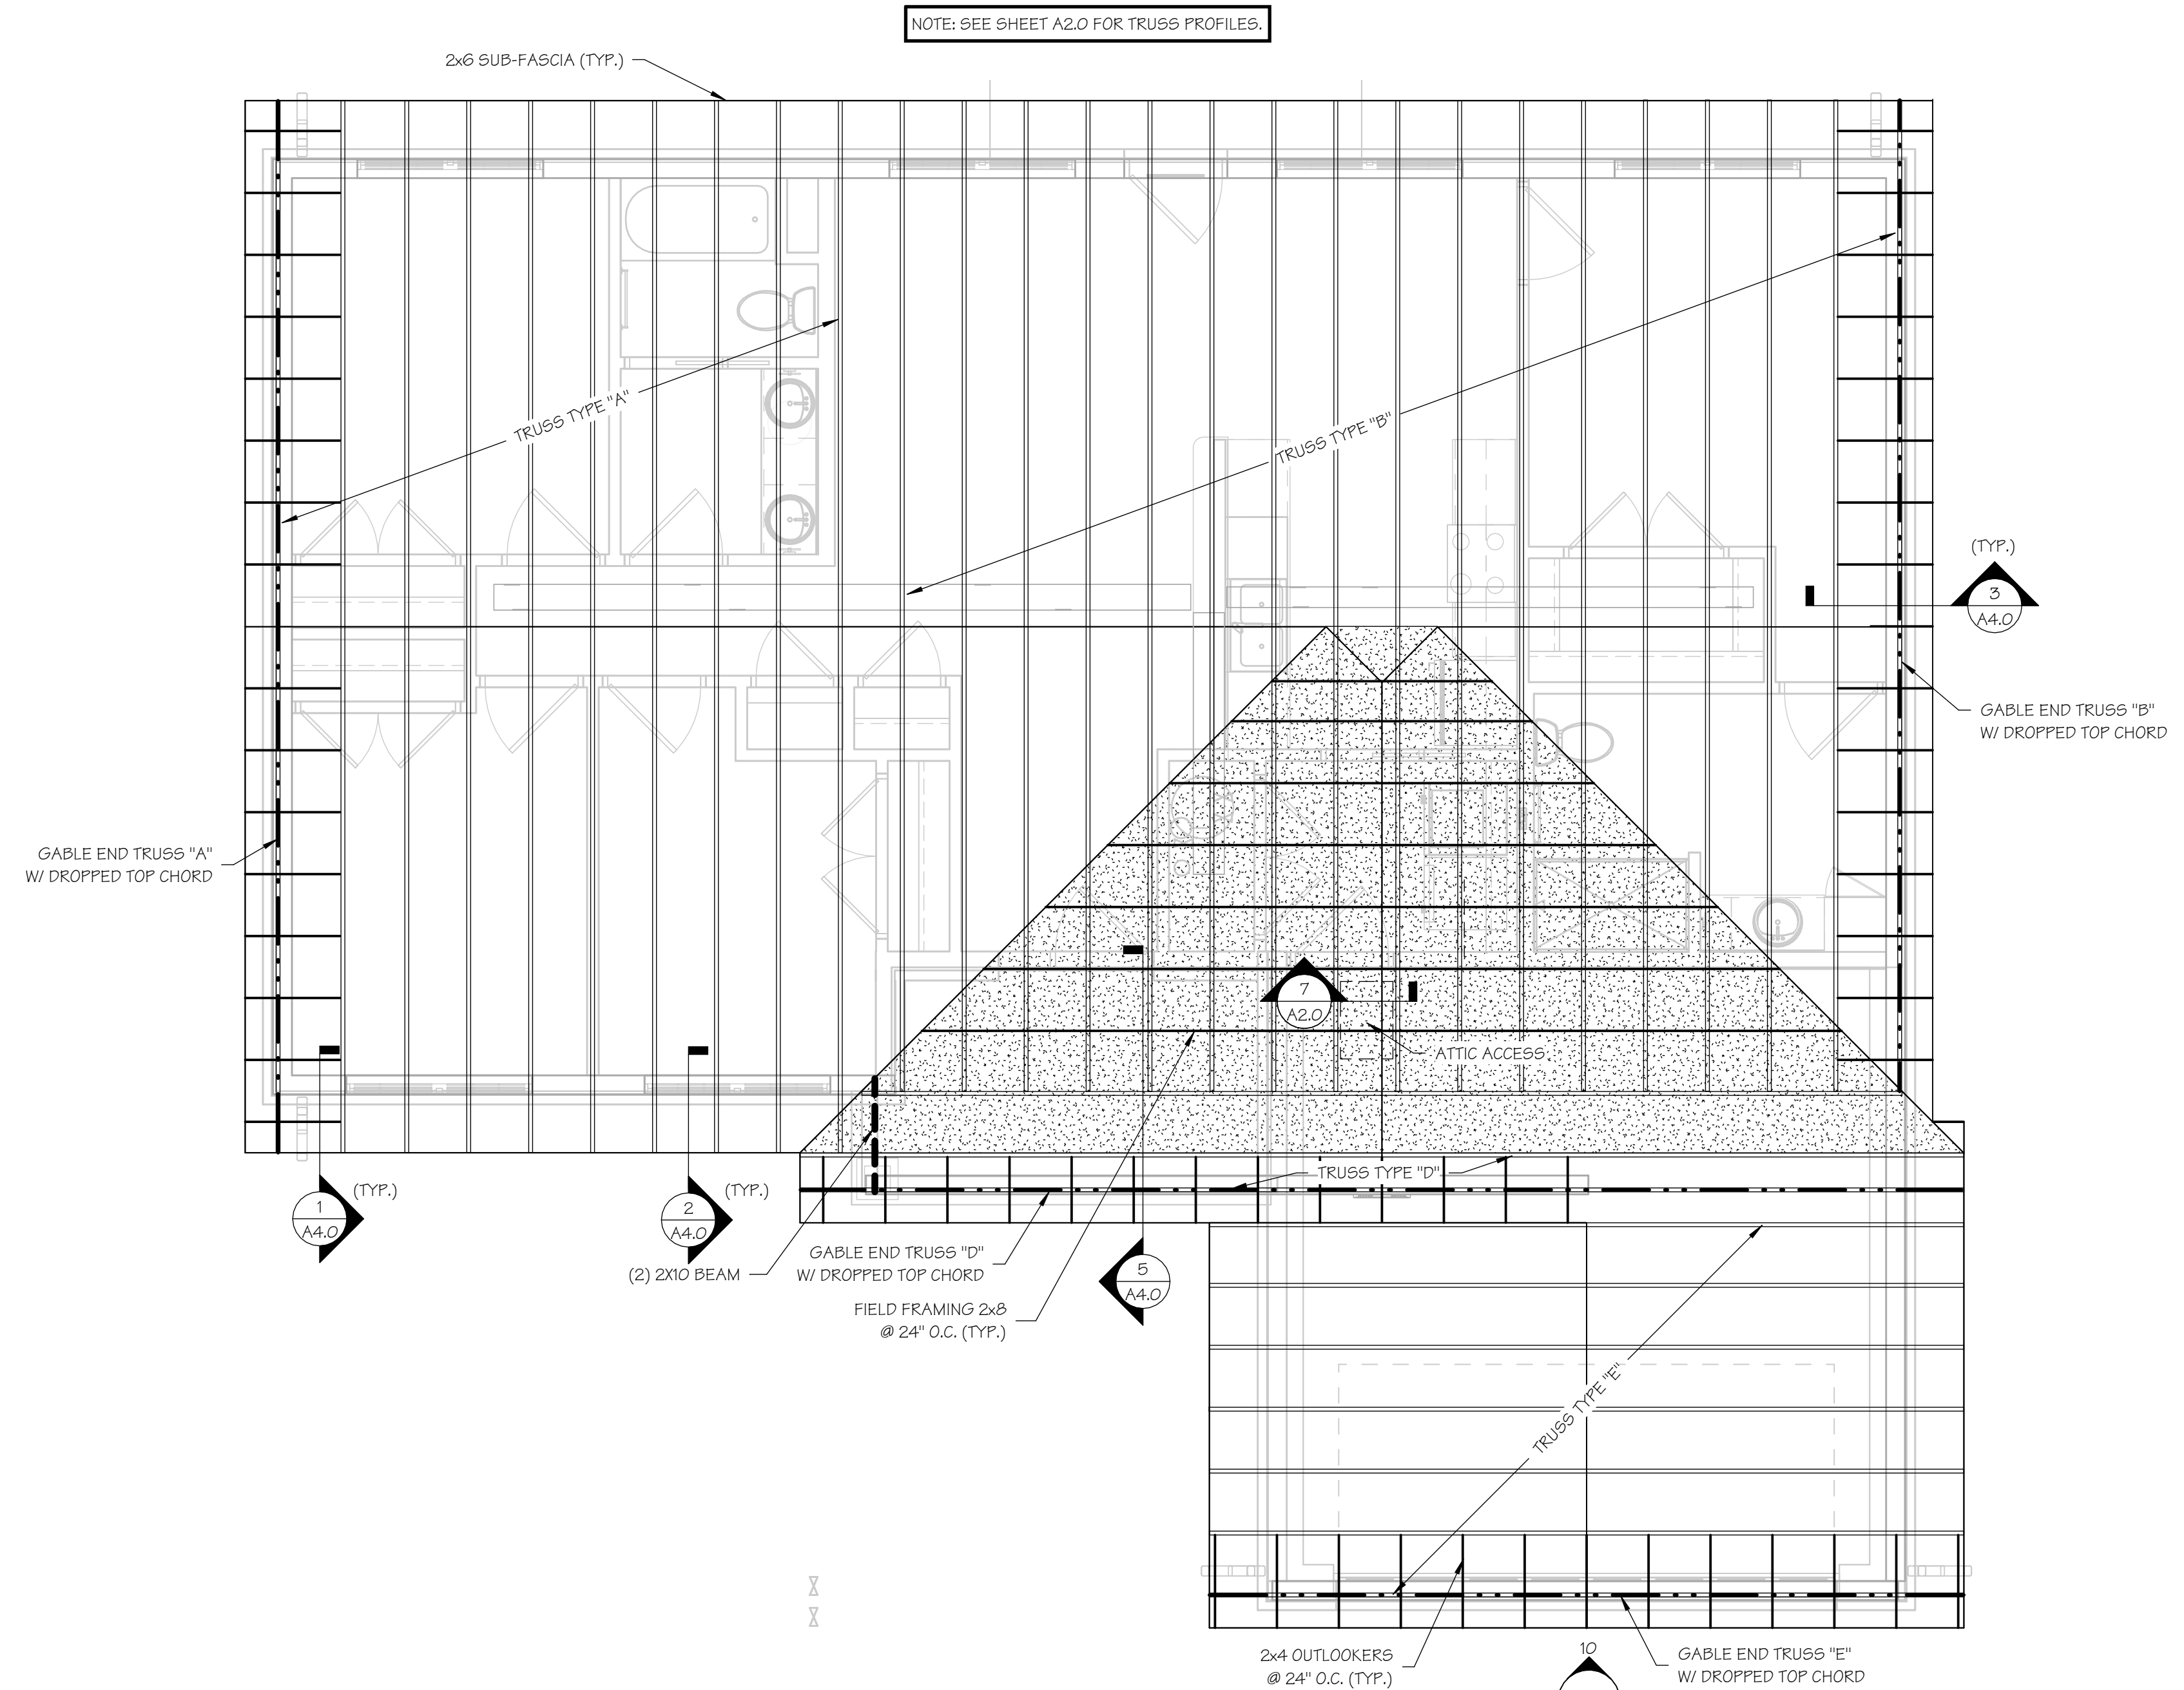 NOTE: SEE SHEET A2.0 FOR TRUSS PROFILES.
2x6 SUB-FASCIA (TYP.)
TRUSS TYPE "A"
TRUSS TYPE "B"
(TYP.)
3
A4.0
GABLE END TRUSS "B"
W/ DROPPED TOP CHORD
GABLE END TRUSS "A"
W/ DROPPED TOP CHORD
7
A2.0
ATTIC ACCESS
TRUSS TYPE "D"
1
A4.0
(TYP.)
2
A4.0
(TYP.)
(2) 2X10 BEAM
GABLE END TRUSS "D"
W/ DROPPED TOP CHORD
5
A4.0
FIELD FRAMING 2x8
@ 24" O.C. (TYP.)
TRUSS TYPE "E"
2x4 OUTLOOKERS
@ 24" O.C. (TYP.)
10
GABLE END TRUSS "E"
W/ DROPPED TOP CHORD